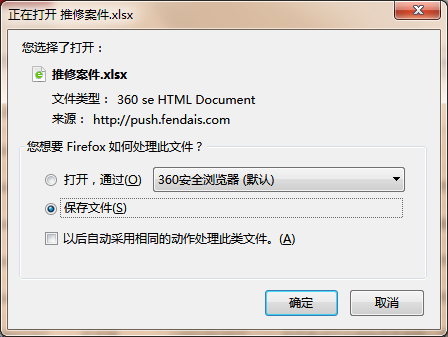 正在打开 推修案件.xlsx
您选择了打开：
推修案件.xlsx
文件类型： 360 se HTML Document
来源： http://push.fendais.com
您想要 Firefox 如何处理此文件？
打开，通过(O) 360安全浏览器 (默认)
保存文件(S)
以后自动采用相同的动作处理此类文件。(A)
确定 取消